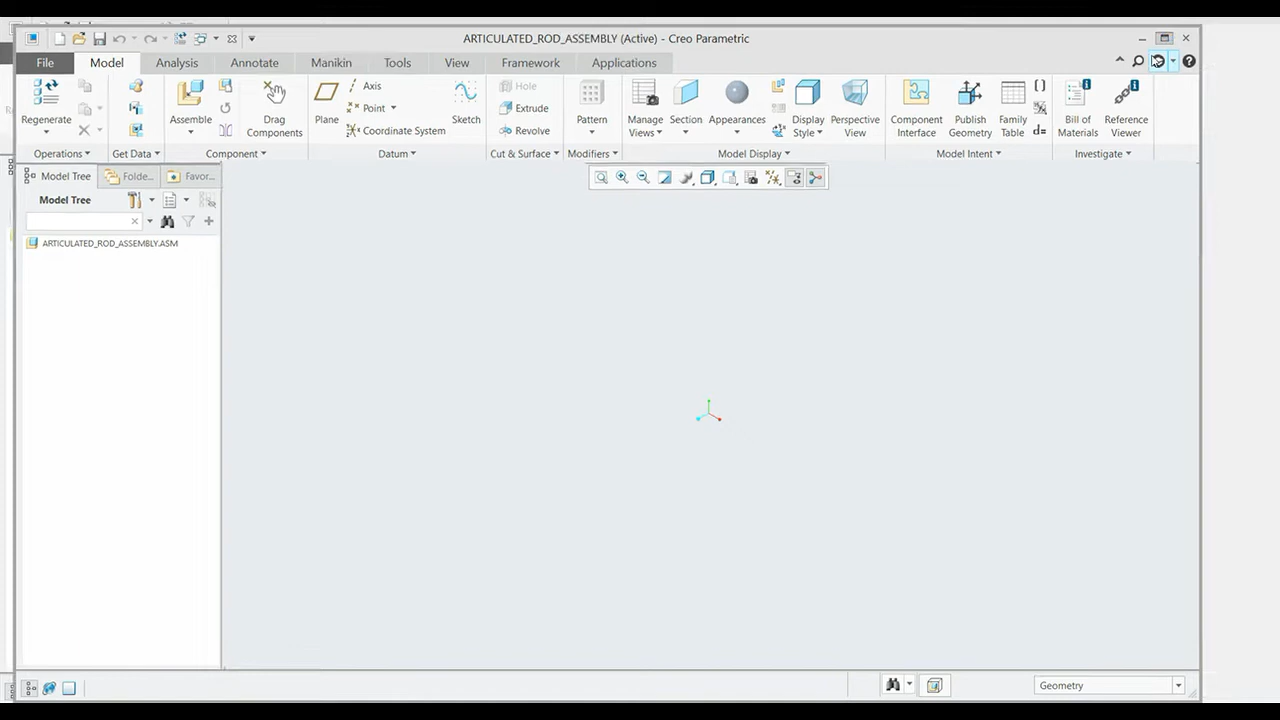 ARTICULATED_ROD_ASSEMBLY (Active) - Creo Parametric
File Model Analysis Annotate Manikin Tools View Framework Applications
Regenerate
Assemble
Drag Components
Plane
Axis
Point
Coordinate System
Sketch
Hole
Extrude
Revolve
Pattern
Manage Views
Section
Appearances
Display Style
Perspective View
Component Interface
Publish Geometry
Family Table
Bill of Materials
Reference Viewer
Operations Get Data Component Datum Cut & Surface Modifiers Model Display Model Intent Investigate
Model Tree Folde... Favor...
Model Tree
ARTICULATED_ROD_ASSEMBLY.ASM
Geometry